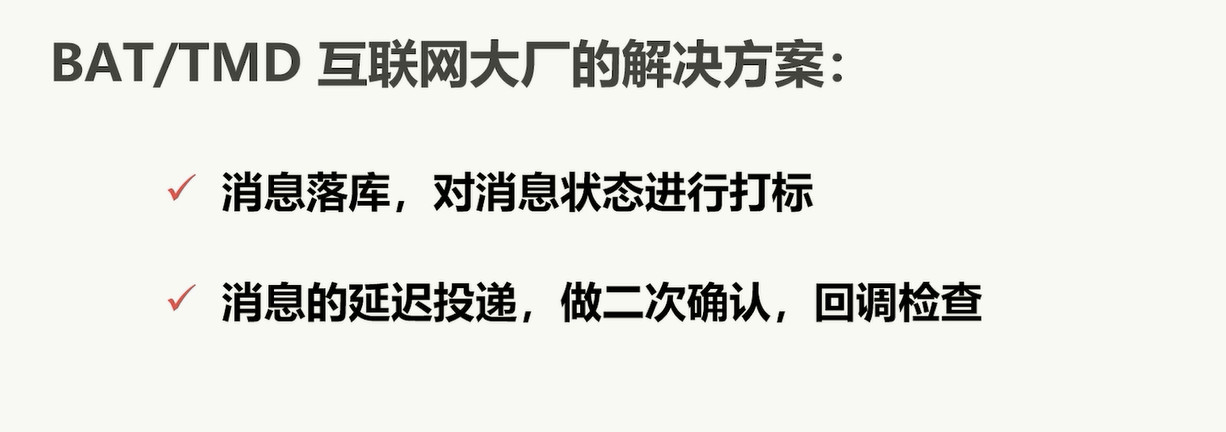 BAT/TMD 互联网大厂的解决方案：
消息落库，对消息状态进行打标
消息的延迟投递，做二次确认，回调检查